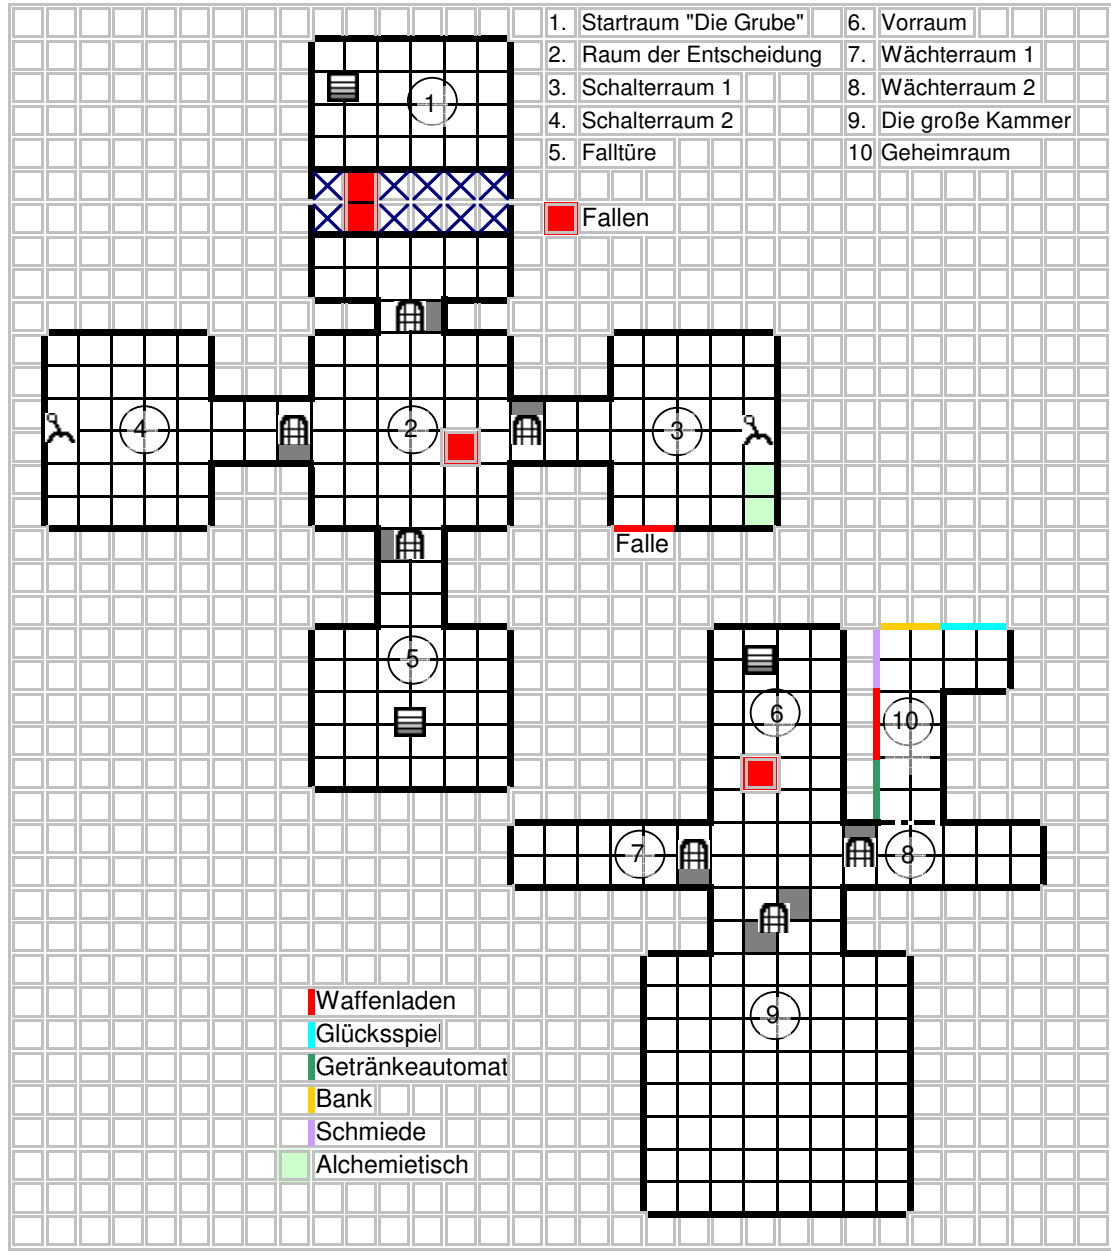 1. Startraum "Die Grube"
2. Raum der Entscheidung
3. Schalterraum 1
4. Schalterraum 2
5. Falltüre
6. Vorraum
7. Wächterraum 1
8. Wächterraum 2
9. Die große Kammer
10 Geheimraum
Fallen
1
4
2
3
Falle
5
6
10
7
8
9
Waffenladen
Glücksspiel
Getränkeautomat
Bank
Schmiede
Alchemietisch